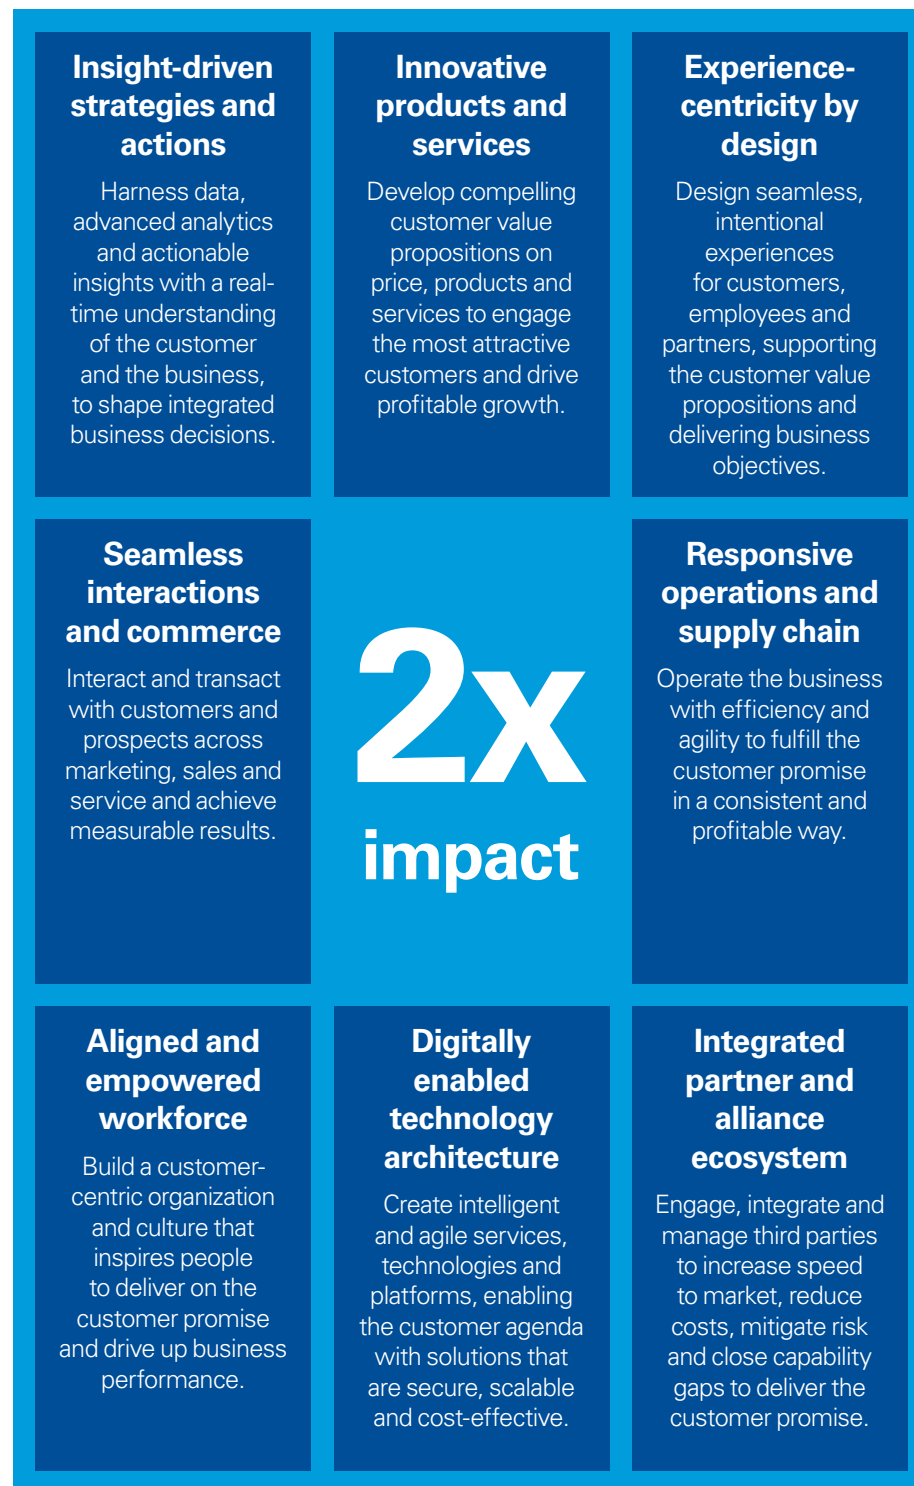 Insight-driven
strategies and
actions
Harness data,
advanced analytics
and actionable
insights with a real-
time understanding
of the customer
and the business,
to shape integrated
business decisions.
Innovative
products and
services
Develop compelling
customer value
propositions on
price, products and
services to engage
the most attractive
customers and drive
profitable growth.
Experience-
centricity by
design
Design seamless,
intentional
experiences
for customers,
employees and
partners, supporting
the customer value
propositions and
delivering business
objectives.
Seamless
interactions
and commerce
Interact and transact
with customers and
prospects across
marketing, sales and
service and achieve
measurable results.
2x
impact
Responsive
operations and
supply chain
Operate the business
with efficiency and
agility to fulfill the
customer promise
in a consistent and
profitable way.
Aligned and
empowered
workforce
Build a customer-
centric organization
and culture that
inspires people
to deliver on the
customer promise
and drive up business
performance.
Digitally
enabled
technology
architecture
Create intelligent
and agile services,
technologies and
platforms, enabling
the customer agenda
with solutions that
are secure, scalable
and cost-effective.
Integrated
partner and
alliance
ecosystem
Engage, integrate and
manage third parties
to increase speed
to market, reduce
costs, mitigate risk
and close capability
gaps to deliver the
customer promise.